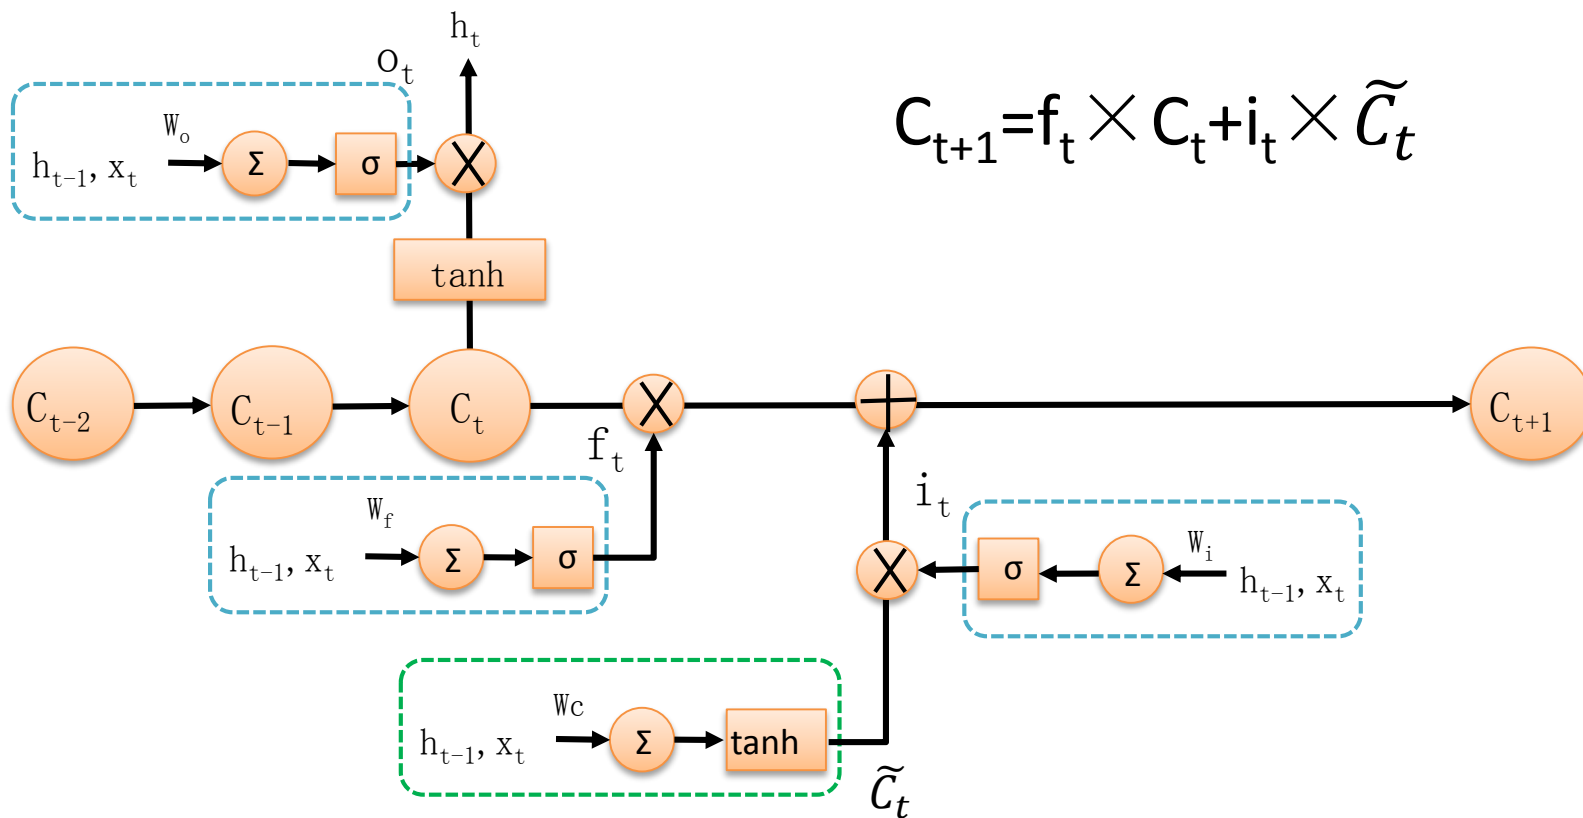 h_t
o_t
W_o
h_{t-1}, x_t
Σ
σ
C_{t+1}=f_t×C_t+i_t×C̃_t
tanh
C_{t-2}
C_{t-1}
C_t
C_{t+1}
f_t
i_t
W_f
h_{t-1}, x_t
Σ
σ
σ
Σ
W_i
h_{t-1}, x_t
Wc
h_{t-1}, x_t
Σ
tanh
C̃_t